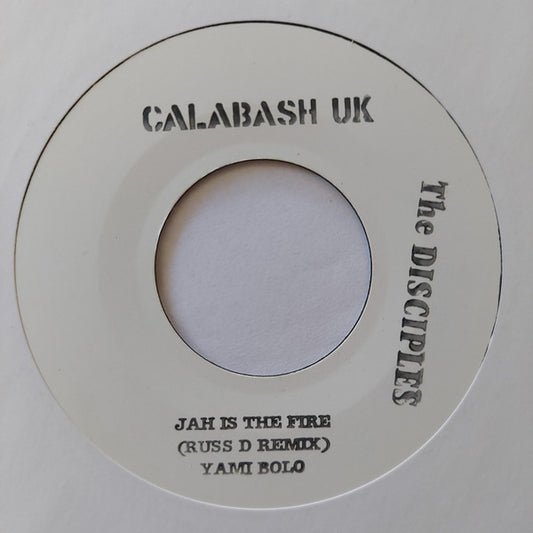 CALABASH UK
The DISCIPLES
JAH IS THE FIRE
(RUSS D REMIX)
YAMI BOLO